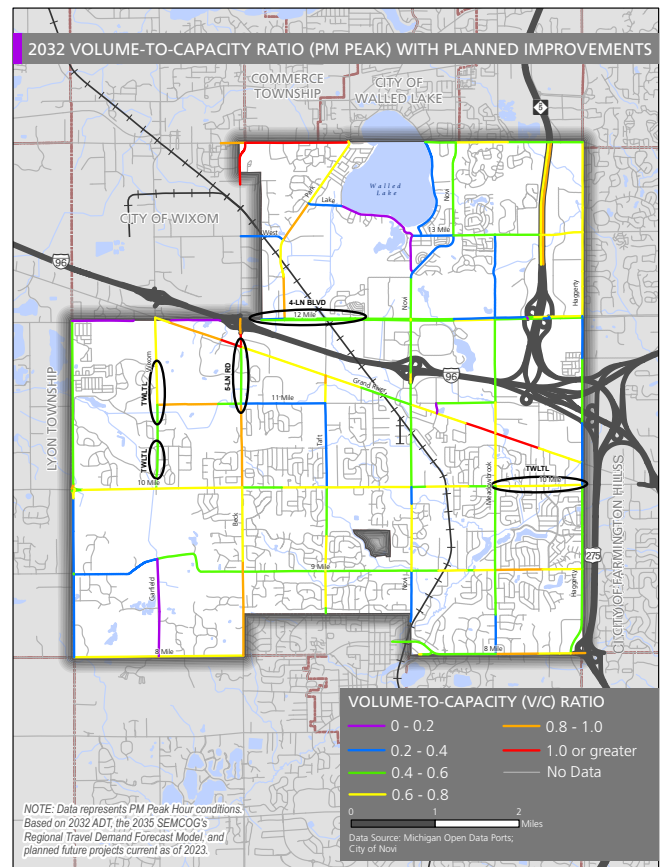 2032 VOLUME-TO-CAPACITY RATIO (PM PEAK) WITH PLANNED IMPROVEMENTS
COMMERCE
TOWNSHIP
CITY OF
WALLED LAKE
5
Walled
Lake
Park
Novi
Lake
CITY OF WIXOM
West
13 Mile
96
Haggerty
4-LN BLVD
12 Mile
Novi
Wixom
TWLTL
5-LN RD
Grand River
96
LYON TOWNSHIP
11 Mile
Taft
TWLTL
Meadowbrook
TWLTL
10 Mile
10 Mile
Beck
275
CITY OF FARMINGTON HILLSS
9 Mile
Garfield
Novi
Haggerty
8 Mile
8 Mile
VOLUME-TO-CAPACITY (V/C) RATIO
0 - 0.2
0.2 - 0.4
0.4 - 0.6
0.6 - 0.8
0.8 - 1.0
1.0 or greater
No Data
0 1 2
Miles
Data Source: Michigan Open Data Ports;
City of Novi
NOTE: Data represents PM Peak Hour conditions.
Based on 2032 ADT, the 2035 SEMCOG's
Regional Travel Demand Forecast Model, and
planned future projects current as of 2023.